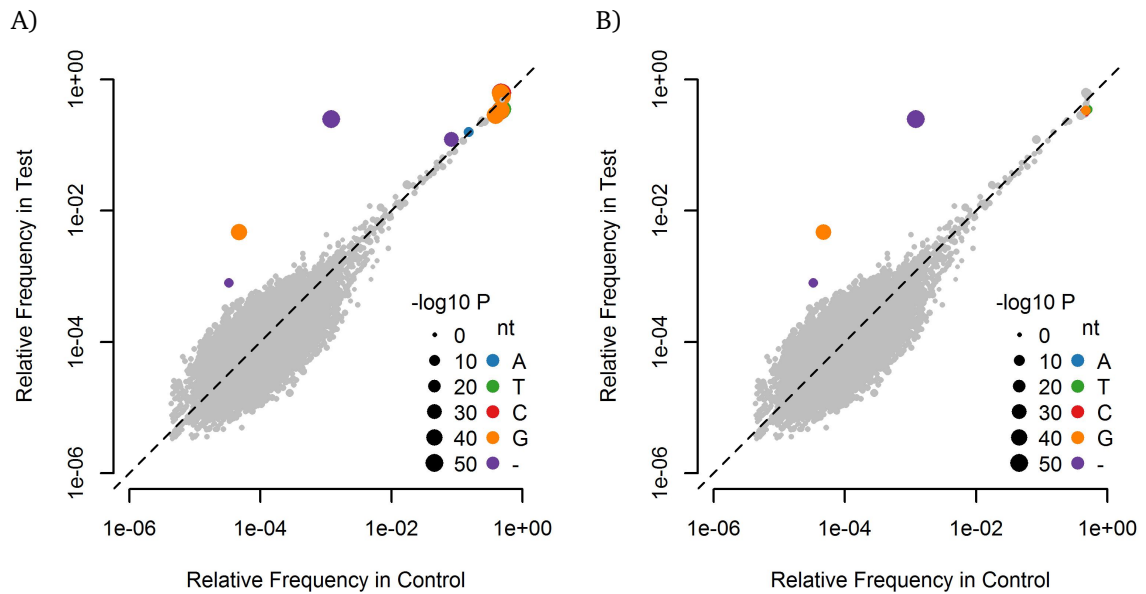 A)
Relative Frequency in Test
1e+00
1e-02
1e-04
1e-06
1e-06
1e-04
1e-02
1e+00
Relative Frequency in Control
-log10 P
nt
0
10 A
20 T
30 C
40 G
50 -
B)
Relative Frequency in Test
1e+00
1e-02
1e-04
1e-06
1e-06
1e-04
1e-02
1e+00
Relative Frequency in Control
-log10 P
nt
0
10 A
20 T
30 C
40 G
50 -